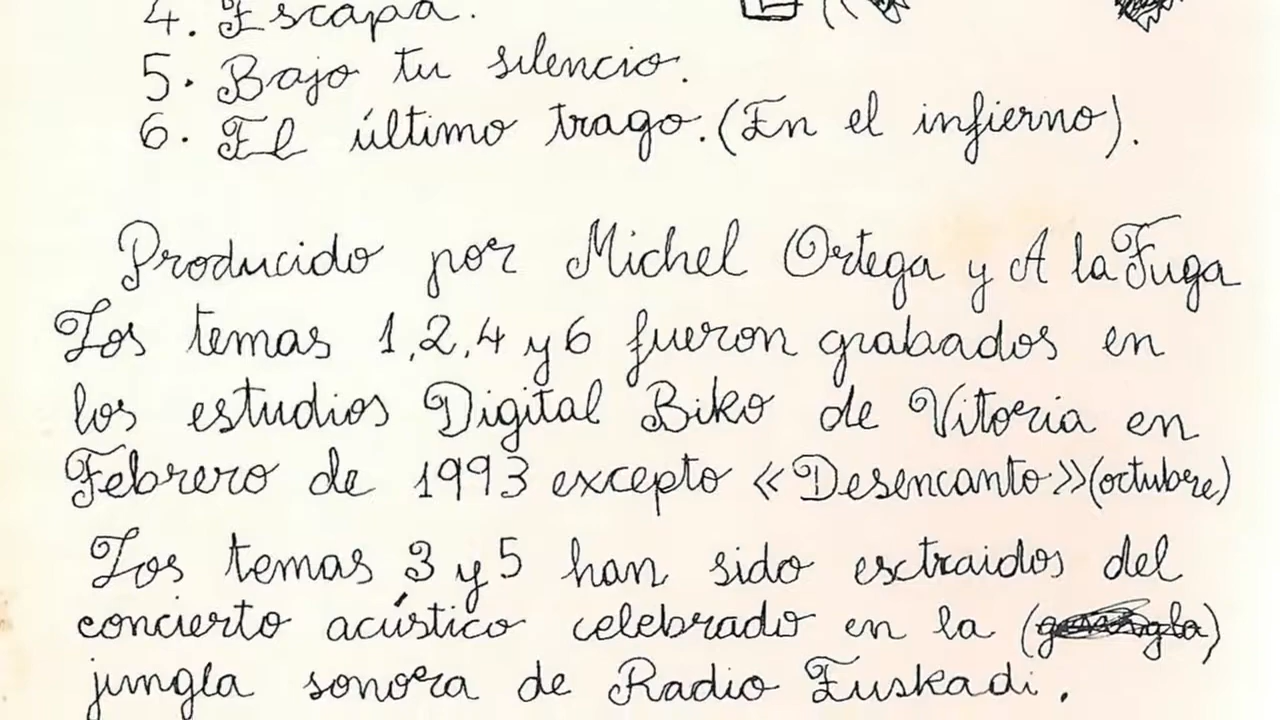 4. Escapa.
5. Bajo tu silencio.
6. El último trago. (En el infierno).
Producido por Michel Ortega y A la Fuga
Los temas 1, 2, 4 y 6 fueron grabados en
los estudios Digital Biko de Vitoria en
Febrero de 1993 excepto «Desencanto» (octubre)
Los temas 3 y 5 han sido esctraidos del
concierto acústico celebrado en la
jungla sonora de Radio Euskadi.